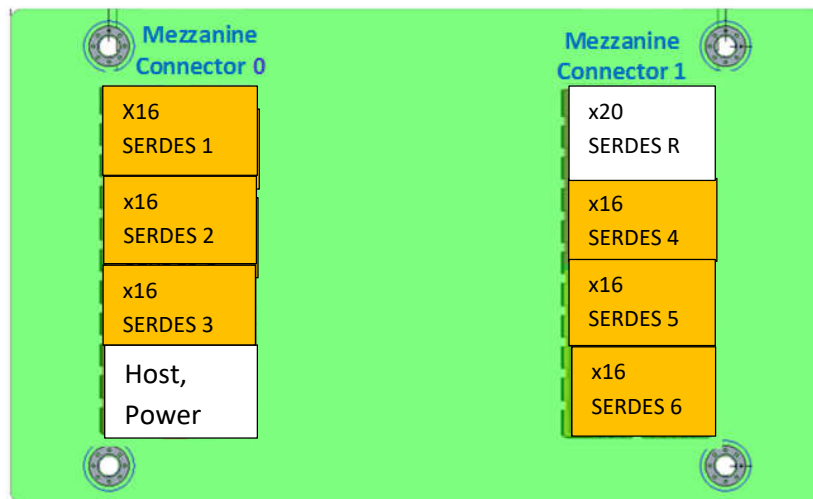 Mezzanine
Connector 0
X16
SERDES 1
x16
SERDES 2
x16
SERDES 3
Host,
Power
Mezzanine
Connector 1
x20
SERDES R
x16
SERDES 4
x16
SERDES 5
x16
SERDES 6